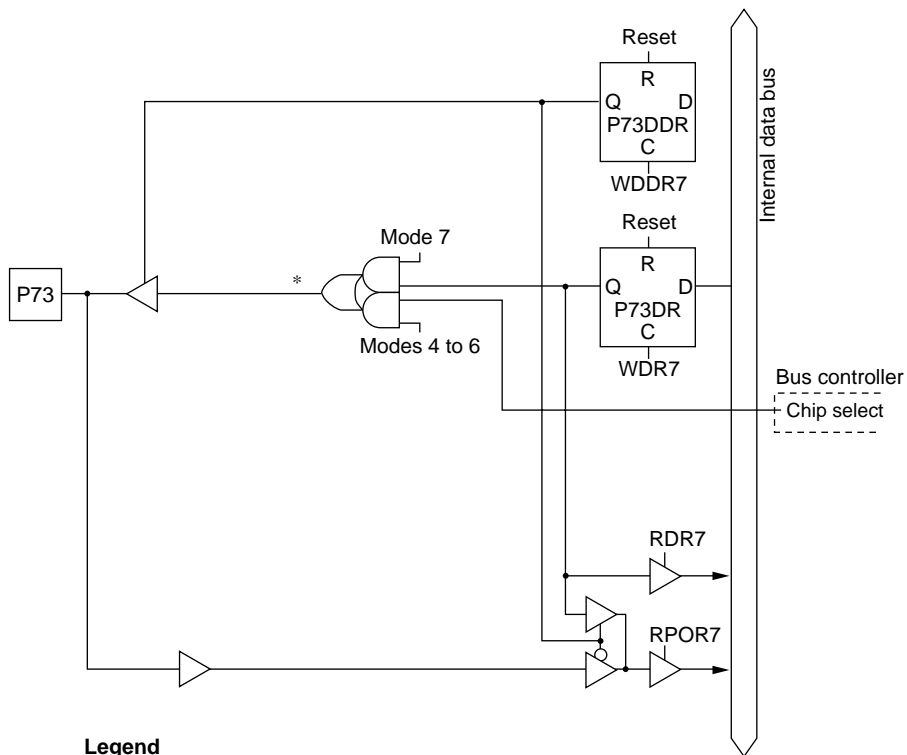 Reset
R
Q D
P73DDR
C
WDDR7
Internal data bus
Reset
Mode 7
R
P73
*
Q D
P73DR
C
Modes 4 to 6
WDR7
Bus controller
Chip select
RDR7
RPOR7
Legend